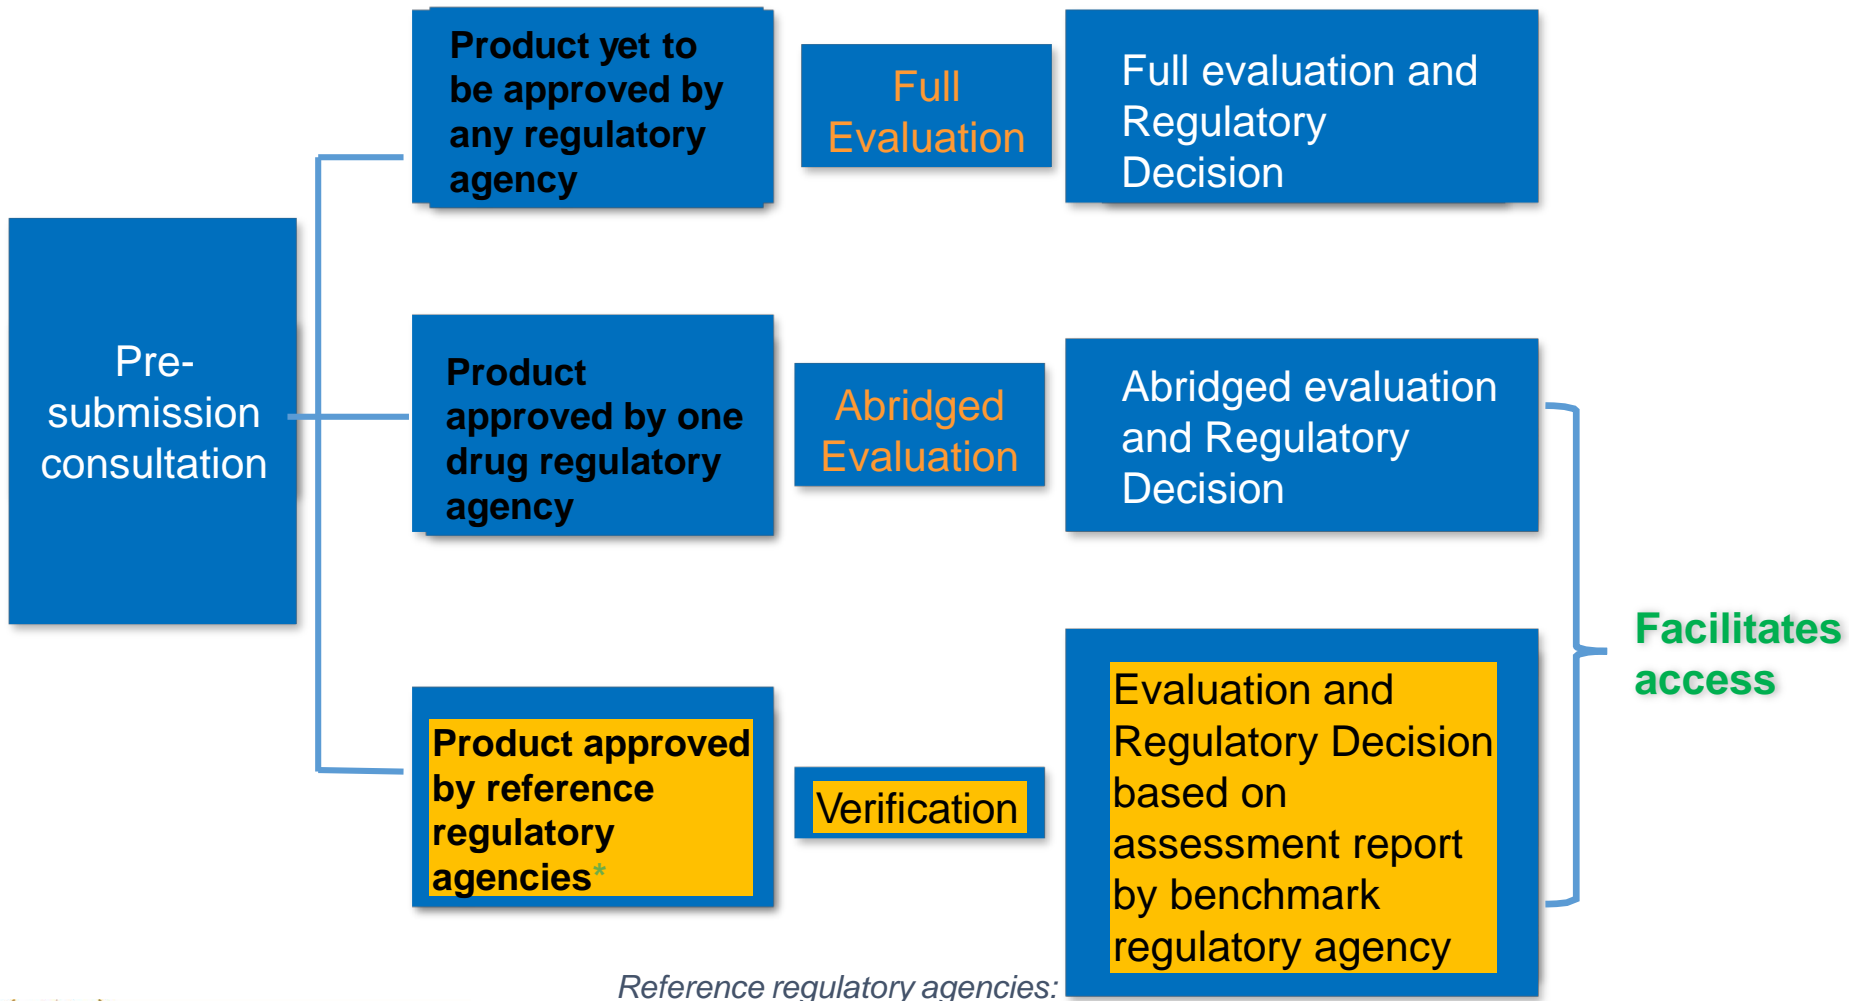 Product yet to
be approved by
any regulatory
agency
Full
Evaluation
Full evaluation and
Regulatory
Decision
Pre-
submission
consultation
Product
approved by one
drug regulatory
agency
Abridged
Evaluation
Abridged evaluation
and Regulatory
Decision
Product approved
by reference
regulatory
agencies*
Verification
Evaluation and
Regulatory Decision
based on
assessment report
by benchmark
regulatory agency
Facilitates
access
Reference regulatory agencies: